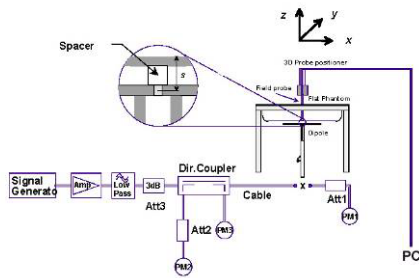 z
y
x
Spacer
s
3D Probe positioner
Field probe
Flat Phantom
Dipole
Signal
Generato
Amp
Low
Pass
3dB
Att3
Dir.Coupler
Cable
x
Att1
PM1
Att2
PM3
PM2
PC